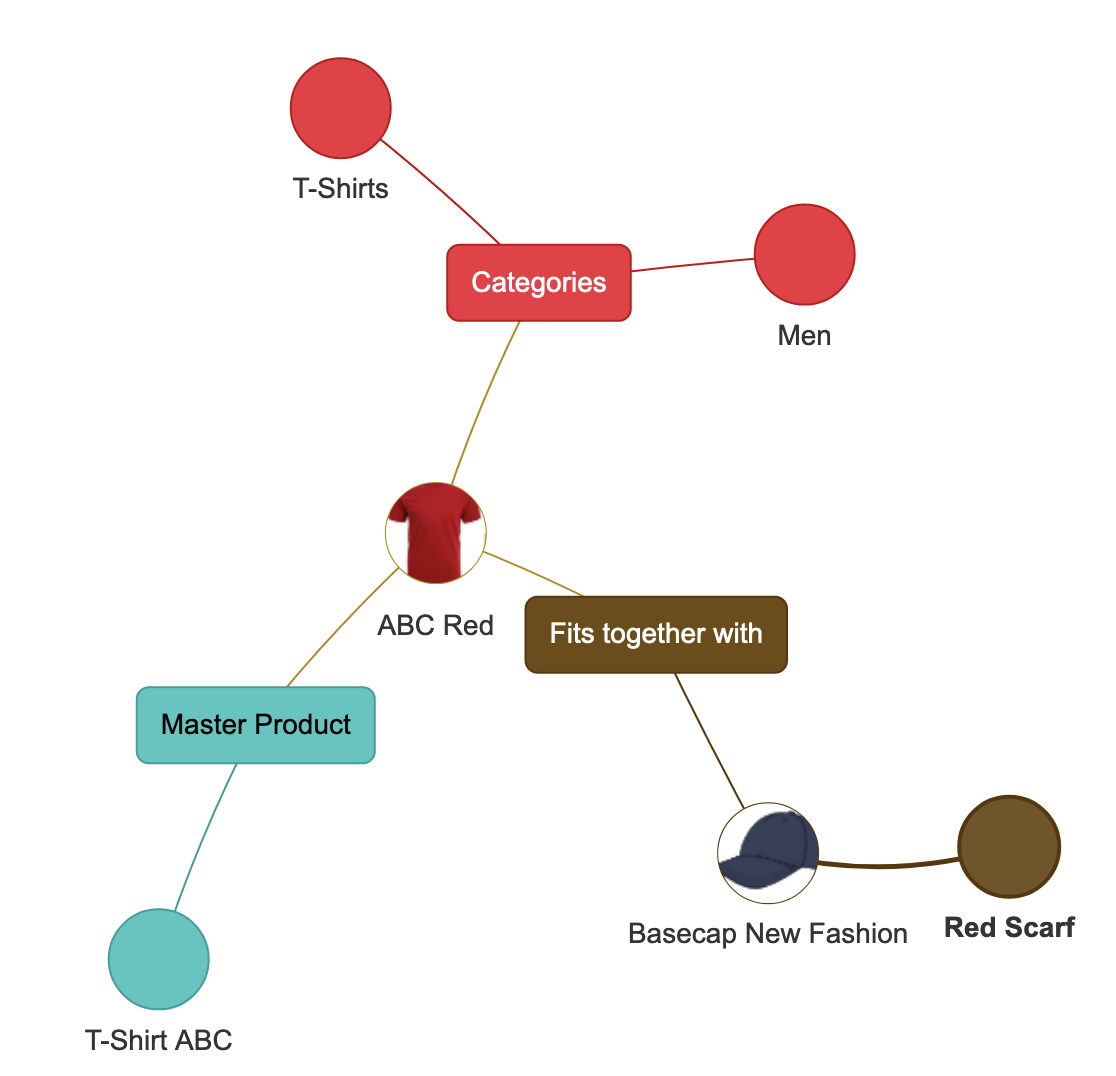 T-Shirts
Categories
Men
ABC Red
Fits together with
Master Product
Basecap New Fashion
Red Scarf
T-Shirt ABC